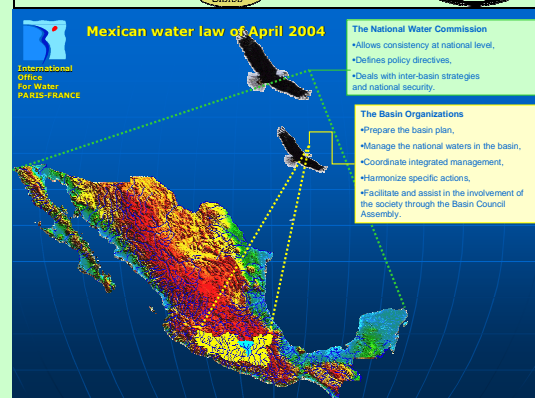 Mexican water law of April 2004
International
Office
For Water
PARIS-FRANCE
The National Water Commission
•Allows consistency at national level,
•Defines policy directives,
•Deals with inter-basin strategies
and national security.
The Basin Organizations
•Prepare the basin plan,
•Manage the national waters in the basin,
•Coordinate integrated management,
•Harmonize specific actions,
•Facilitate and assist in the involvement of
the society through the Basin Council
Assembly.